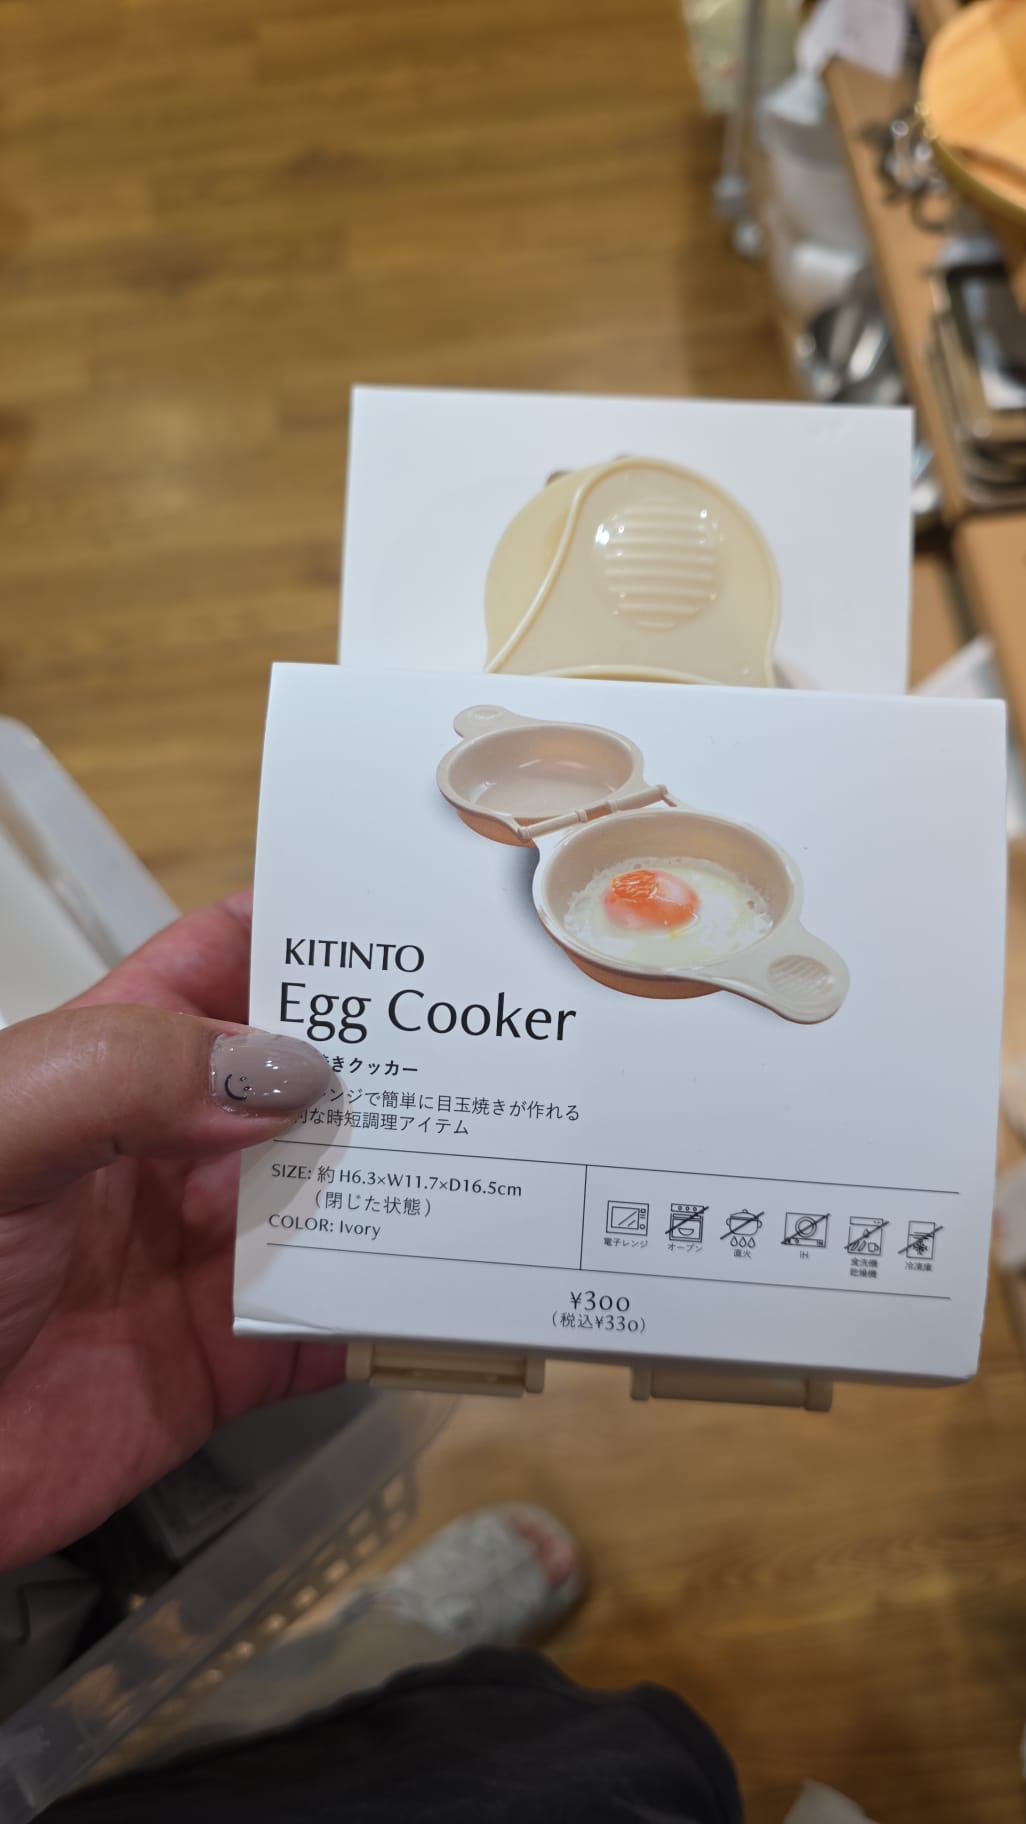 KITINTO
Egg Cooker
きクッカー
ンジで簡単に目玉焼きが作れる
な時短調理アイテム
SIZE: 約 H6.3×W11.7×D16.5cm
（閉じた状態）
COLOR: Ivory
電子レンジ
オーブン
直火
IH
食洗機
乾燥機
冷凍庫
¥300
（税込¥330）